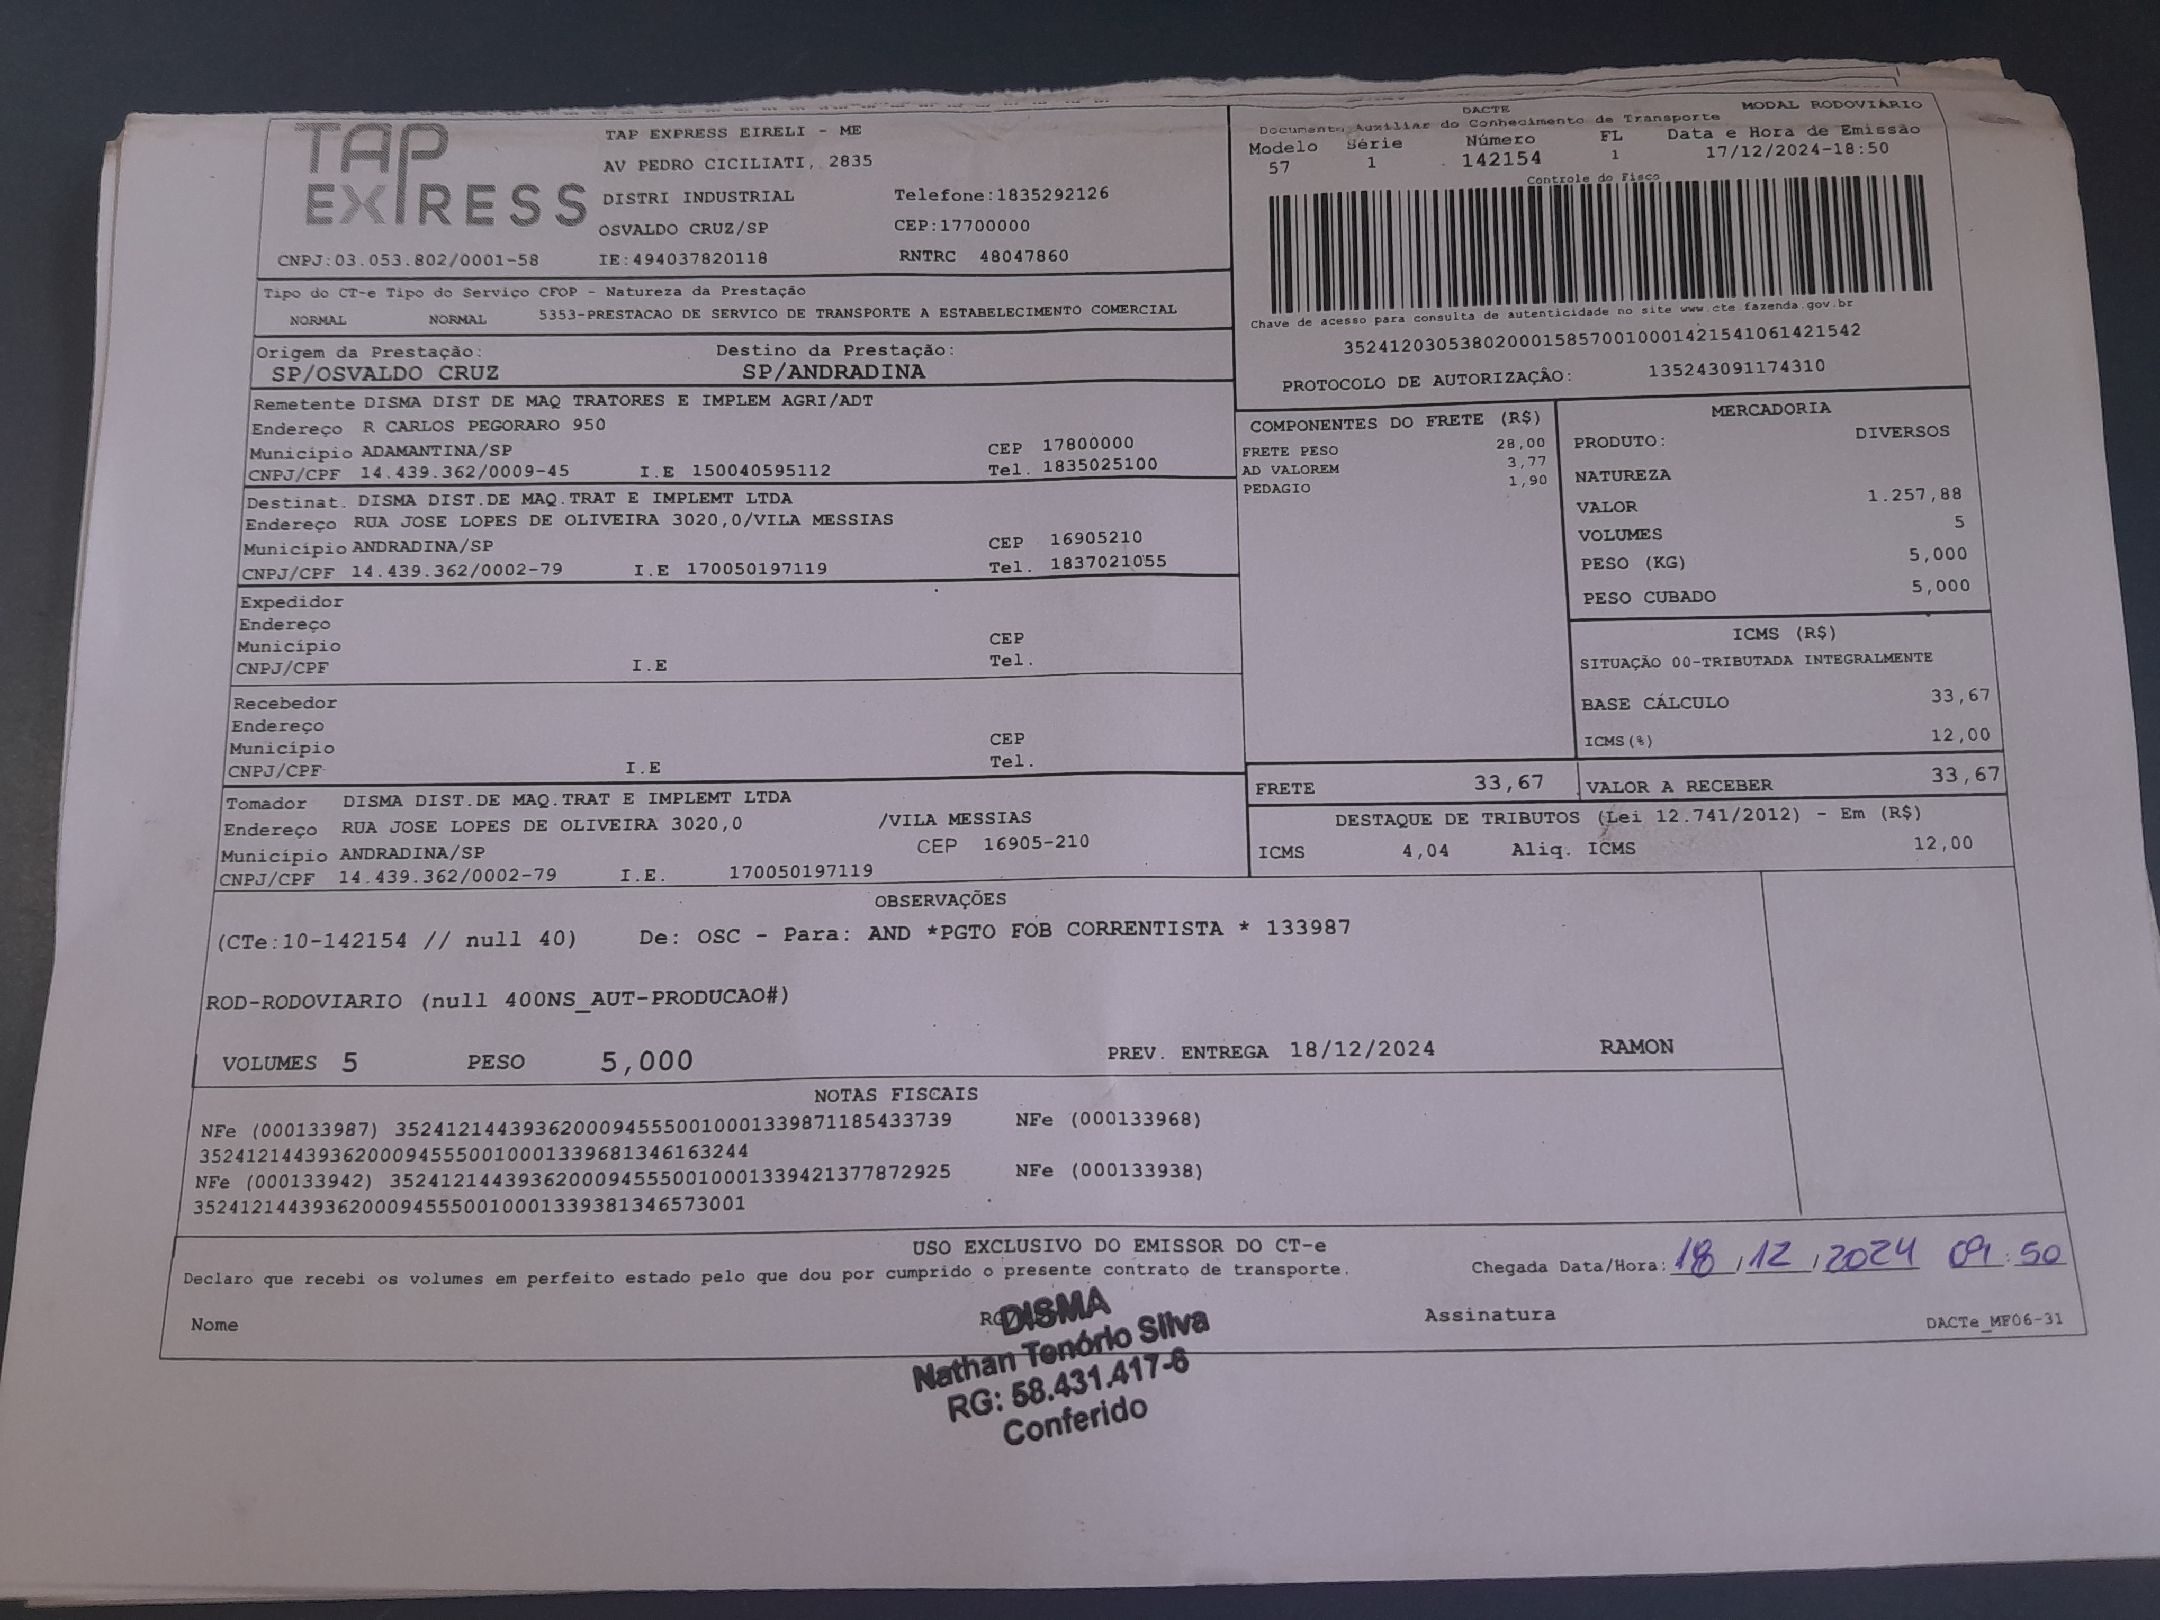 TAP
EXPRESS
TAP EXPRESS EIRELI - ME
AV PEDRO CICILIATI, 2835
DISTRI INDUSTRIAL Telefone:1835292126
OSVALDO CRUZ/SP CEP:17700000
CNPJ:03.053.802/0001-58 IE:494037820118 RNTRC 48047860
DACTE MODAL RODOVIÁRIO
Documento Auxiliar do Conhecimento de Transporte
Modelo Série Número FL Data e Hora de Emissão
57 1 142154 1 17/12/2024-18:50
Controle do Fisco
Chave de acesso para consulta de autenticidade no site www.cte.fazenda.gov.br
35241203053802000158570010001421541061421542
PROTOCOLO DE AUTORIZAÇÃO: 135243091174310
Tipo do CT-e Tipo do Serviço CFOP - Natureza da Prestação
NORMAL NORMAL 5353-PRESTACAO DE SERVICO DE TRANSPORTE A ESTABELECIMENTO COMERCIAL
Origem da Prestação: Destino da Prestação:
SP/OSVALDO CRUZ SP/ANDRADINA
Remetente DISMA DIST DE MAQ TRATORES E IMPLEM AGRI/ADT
Endereço R CARLOS PEGORARO 950
Município ADAMANTINA/SP CEP 17800000
CNPJ/CPF 14.439.362/0009-45 I.E 150040595112 Tel. 1835025100
Destinat. DISMA DIST.DE MAQ.TRAT E IMPLEMT LTDA
Endereço RUA JOSE LOPES DE OLIVEIRA 3020,0/VILA MESSIAS
Município ANDRADINA/SP CEP 16905210
CNPJ/CPF 14.439.362/0002-79 I.E 170050197119 Tel. 1837021055
Expedidor
Endereço
Município CEP
CNPJ/CPF I.E Tel.
Recebedor
Endereço
Município CEP
CNPJ/CPF I.E Tel.
Tomador DISMA DIST.DE MAQ.TRAT E IMPLEMT LTDA
Endereço RUA JOSE LOPES DE OLIVEIRA 3020,0 /VILA MESSIAS
Município ANDRADINA/SP CEP 16905-210
CNPJ/CPF 14.439.362/0002-79 I.E. 170050197119
COMPONENTES DO FRETE (R$)
FRETE PESO 28,00
AD VALOREM 3,77
PEDAGIO 1,90
MERCADORIA
PRODUTO: DIVERSOS
NATUREZA
VALOR 1.257,88
VOLUMES 5
PESO (KG) 5,000
PESO CUBADO 5,000
ICMS (R$)
SITUAÇÃO 00-TRIBUTADA INTEGRALMENTE
BASE CÁLCULO 33,67
ICMS(%) 12,00
FRETE 33,67 VALOR A RECEBER 33,67
DESTAQUE DE TRIBUTOS (Lei 12.741/2012) - Em (R$)
ICMS 4,04 Aliq. ICMS 12,00
OBSERVAÇÕES
(CTe:10-142154 // null 40) De: OSC - Para: AND *PGTO FOB CORRENTISTA * 133987
ROD-RODOVIARIO (null 400NS_AUT-PRODUCAO#)
VOLUMES 5 PESO 5,000 PREV. ENTREGA 18/12/2024 RAMON
NOTAS FISCAIS
NFe (000133987) 35241214439362000945550010001339871185433739 NFe (000133968)
35241214439362000945550010001339681346163244
NFe (000133942) 35241214439362000945550010001339421377872925 NFe (000133938)
35241214439362000945550010001339381346573001
USO EXCLUSIVO DO EMISSOR DO CT-e
Declaro que recebi os volumes em perfeito estado pelo que dou por cumprido o presente contrato de transporte. Chegada Data/Hora: 18/12/2024 09:50
Nome RG Assinatura DACTe_MF06-31
DISMA
Nathan Tenório Silva
RG: 58.431.417-6
Conferido